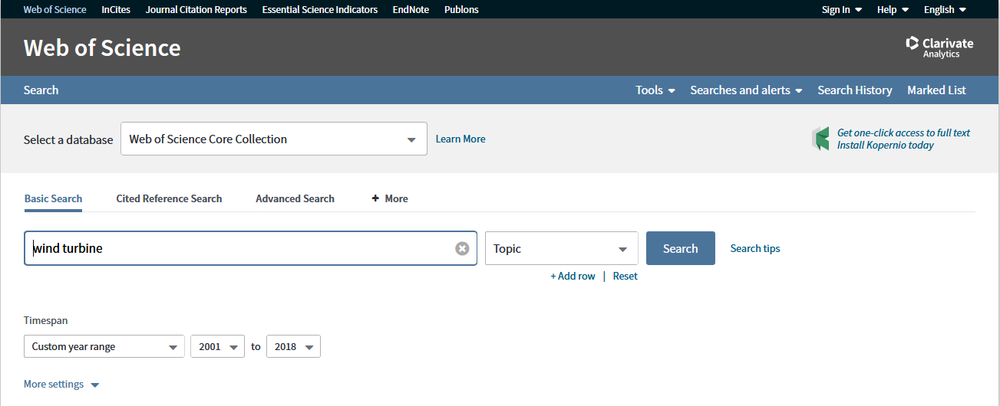 Web of Science InCites Journal Citation Reports Essential Science Indicators EndNote Publons Sign In Help English
Web of Science
Clarivate
Analytics
Search Tools Searches and alerts Search History Marked List
Select a database Web of Science Core Collection Learn More
Get one-click access to full text
Install Kopernio today
Basic Search Cited Reference Search Advanced Search + More
wind turbine Topic Search Search tips
+ Add row | Reset
Timespan
Custom year range 2001 to 2018
More settings